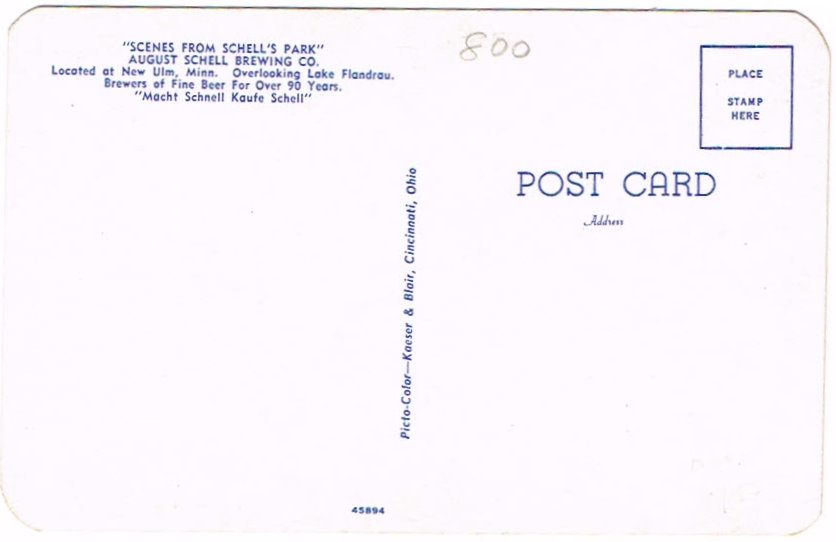 "SCENES FROM SCHELL'S PARK"
AUGUST SCHELL BREWING CO.
Located at New Ulm, Minn. Overlooking Lake Flandrau.
Brewers of Fine Beer For Over 90 Years.
"Macht Schnell Kaufe Schell"
800
PLACE
STAMP
HERE
POST CARD
Address
Picto-Color—Kaeser & Blair, Cincinnati, Ohio
45894